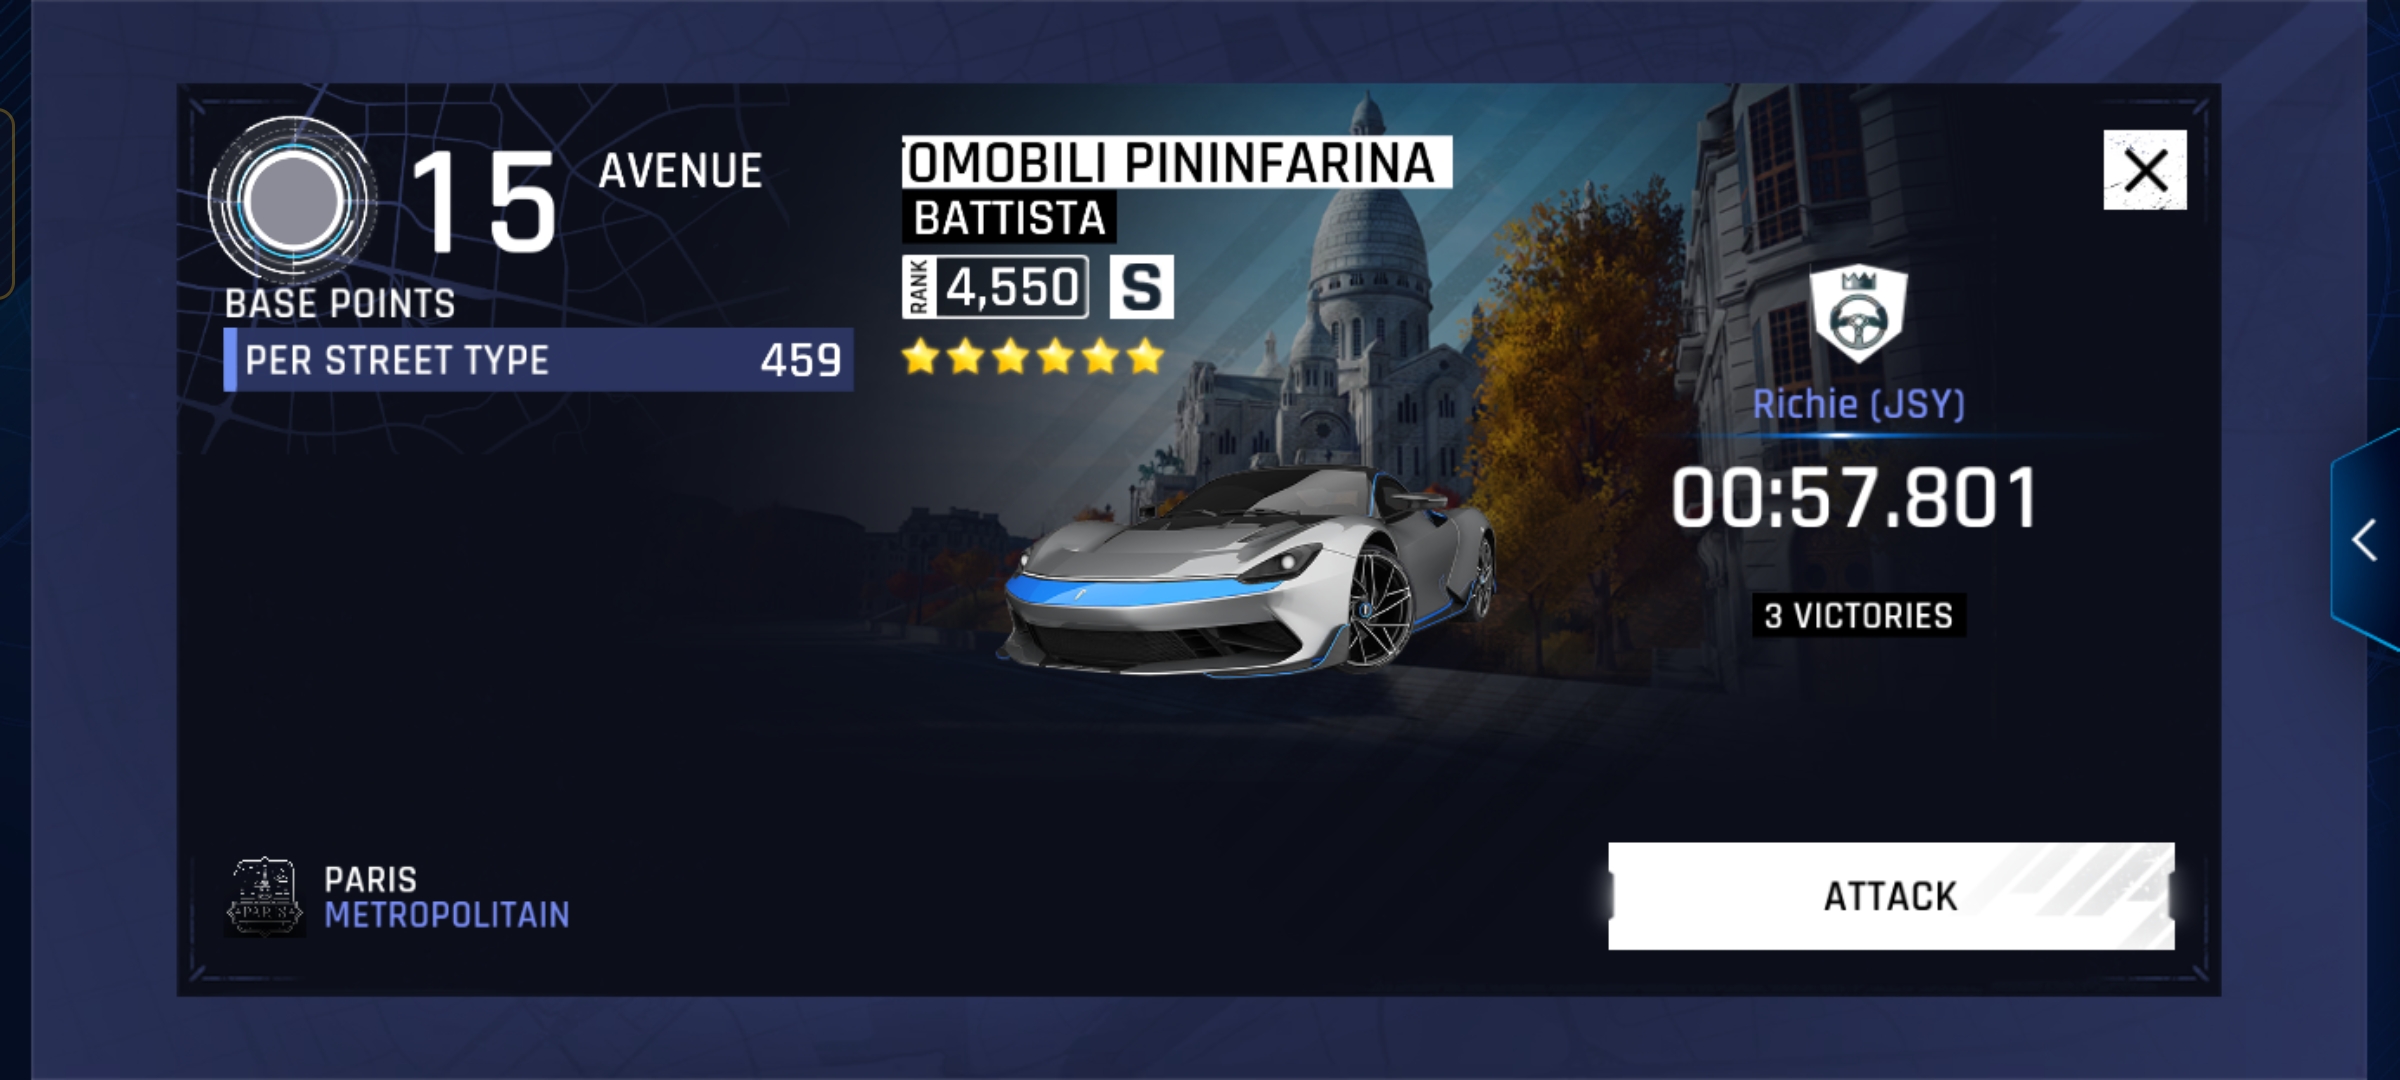 15 AVENUE
BASE POINTS
PER STREET TYPE 459
OMOBILI PININFARINA
BATTISTA
RANK 4,550 S
Richie (JSY)
00:57.801
3 VICTORIES
PARIS
PARIS
METROPOLITAIN
ATTACK